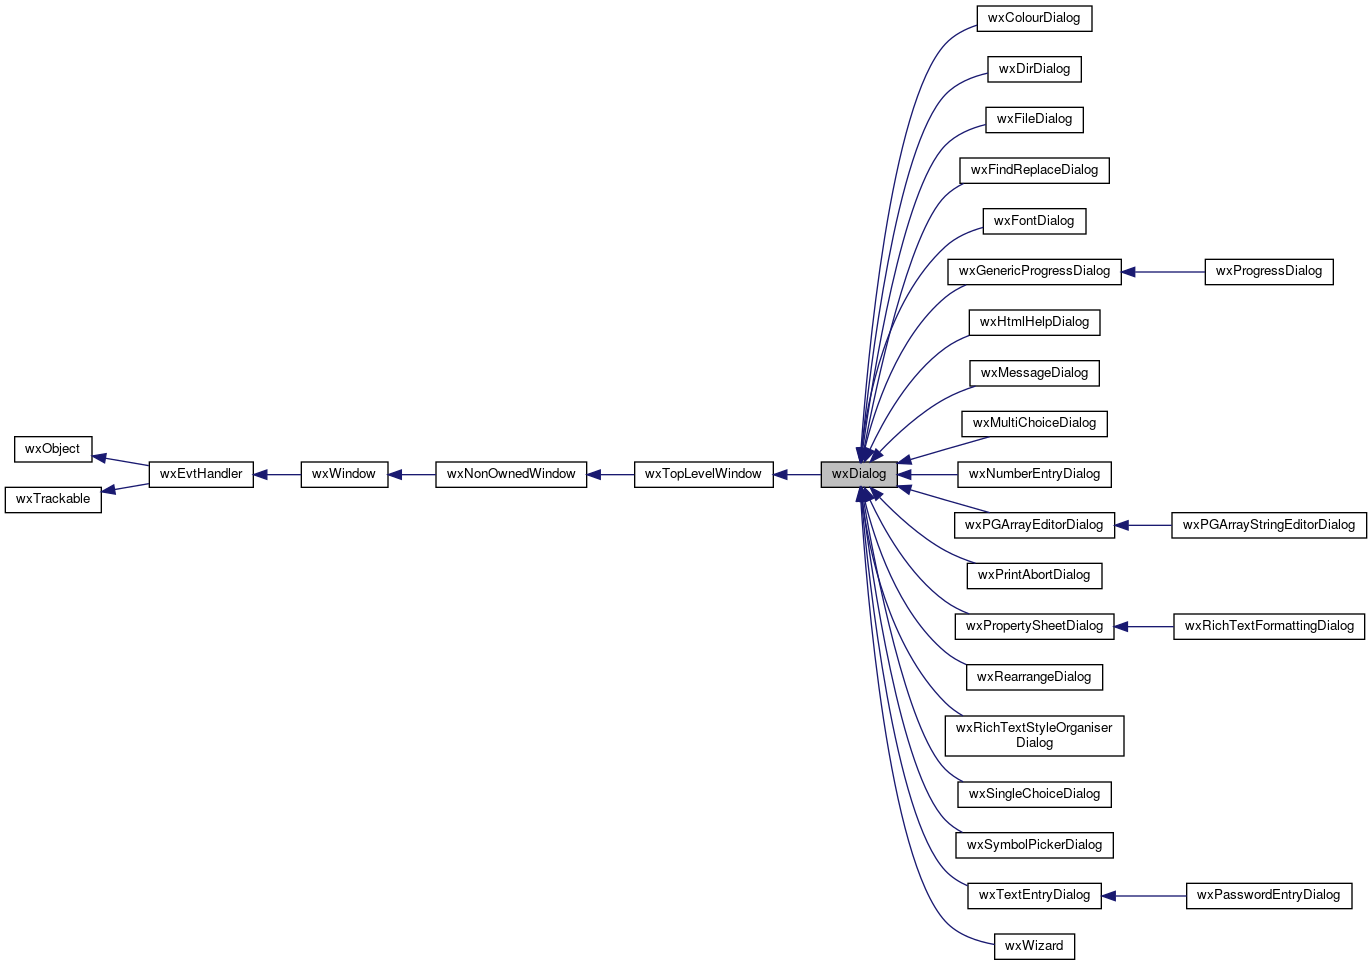 wxColourDialog
wxDirDialog
wxFileDialog
wxFindReplaceDialog
wxFontDialog
wxGenericProgressDialog
wxProgressDialog
wxHtmlHelpDialog
wxMessageDialog
wxMultiChoiceDialog
wxObject
wxTrackable
wxEvtHandler
wxWindow
wxNonOwnedWindow
wxTopLevelWindow
wxDialog
wxNumberEntryDialog
wxPGArrayEditorDialog
wxPGArrayStringEditorDialog
wxPrintAbortDialog
wxPropertySheetDialog
wxRichTextFormattingDialog
wxRearrangeDialog
wxRichTextStyleOrganiser
Dialog
wxSingleChoiceDialog
wxSymbolPickerDialog
wxTextEntryDialog
wxPasswordEntryDialog
wxWizard